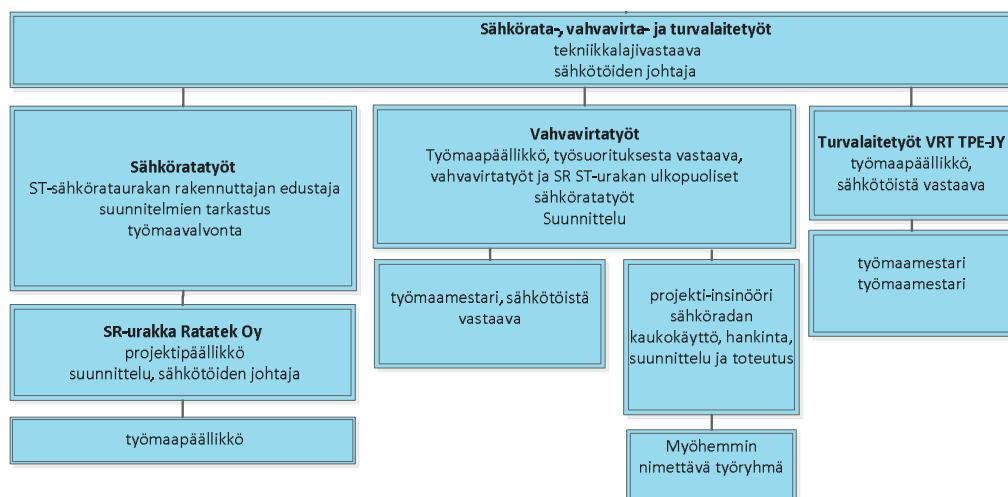 Sähkörata-, vahvavirta- ja turvalaitetyöt
tekniikkalajivastaava
sähkötöiden johtaja
Sähköratatyöt
ST-sähkörataurakan rakennuttajan edustaja
suunnitelmien tarkastus
työmaavalvonta
SR-urakka Ratatek Oy
projektipäällikkö
suunnittelu, sähkötöiden johtaja
työmaapäällikkö
Vahvavirtatyöt
Työmaapäällikkö, työsuorituksesta vastaava,
vahvavirtatyöt ja SR ST-urakan ulkopuoliset
sähköratatyöt
Suunnittelu
työmaamestari, sähkötöistä
vastaava
projekti-insinööri
sähköradan
kaukokäyttö, hankinta,
suunnittelu ja toteutus
Myöhemmin
nimettävä työryhmä
Turvalaitetyöt VRT TPE-JY
työmaapäällikkö,
sähkötöistä vastaava
työmaamestari
työmaamestari